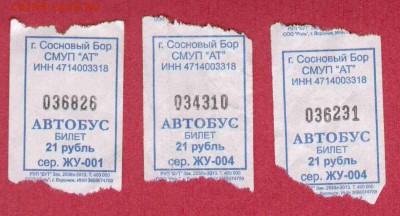 г. Сосновый Бор
СМУП "АТ"
ИНН 4714003318
036826
АВТОБУС
БИЛЕТ
21 рубль
сер. ЖУ-001
г. Сосновый Бор
СМУП "АТ"
ИНН 4714003318
034310
АВТОБУС
БИЛЕТ
21 рубль
сер. ЖУ-004
г. Сосновый Бор
СМУП "АТ"
ИНН 4714003318
036231
АВТОБУС
БИЛЕТ
21 рубль
сер. ЖУ-004